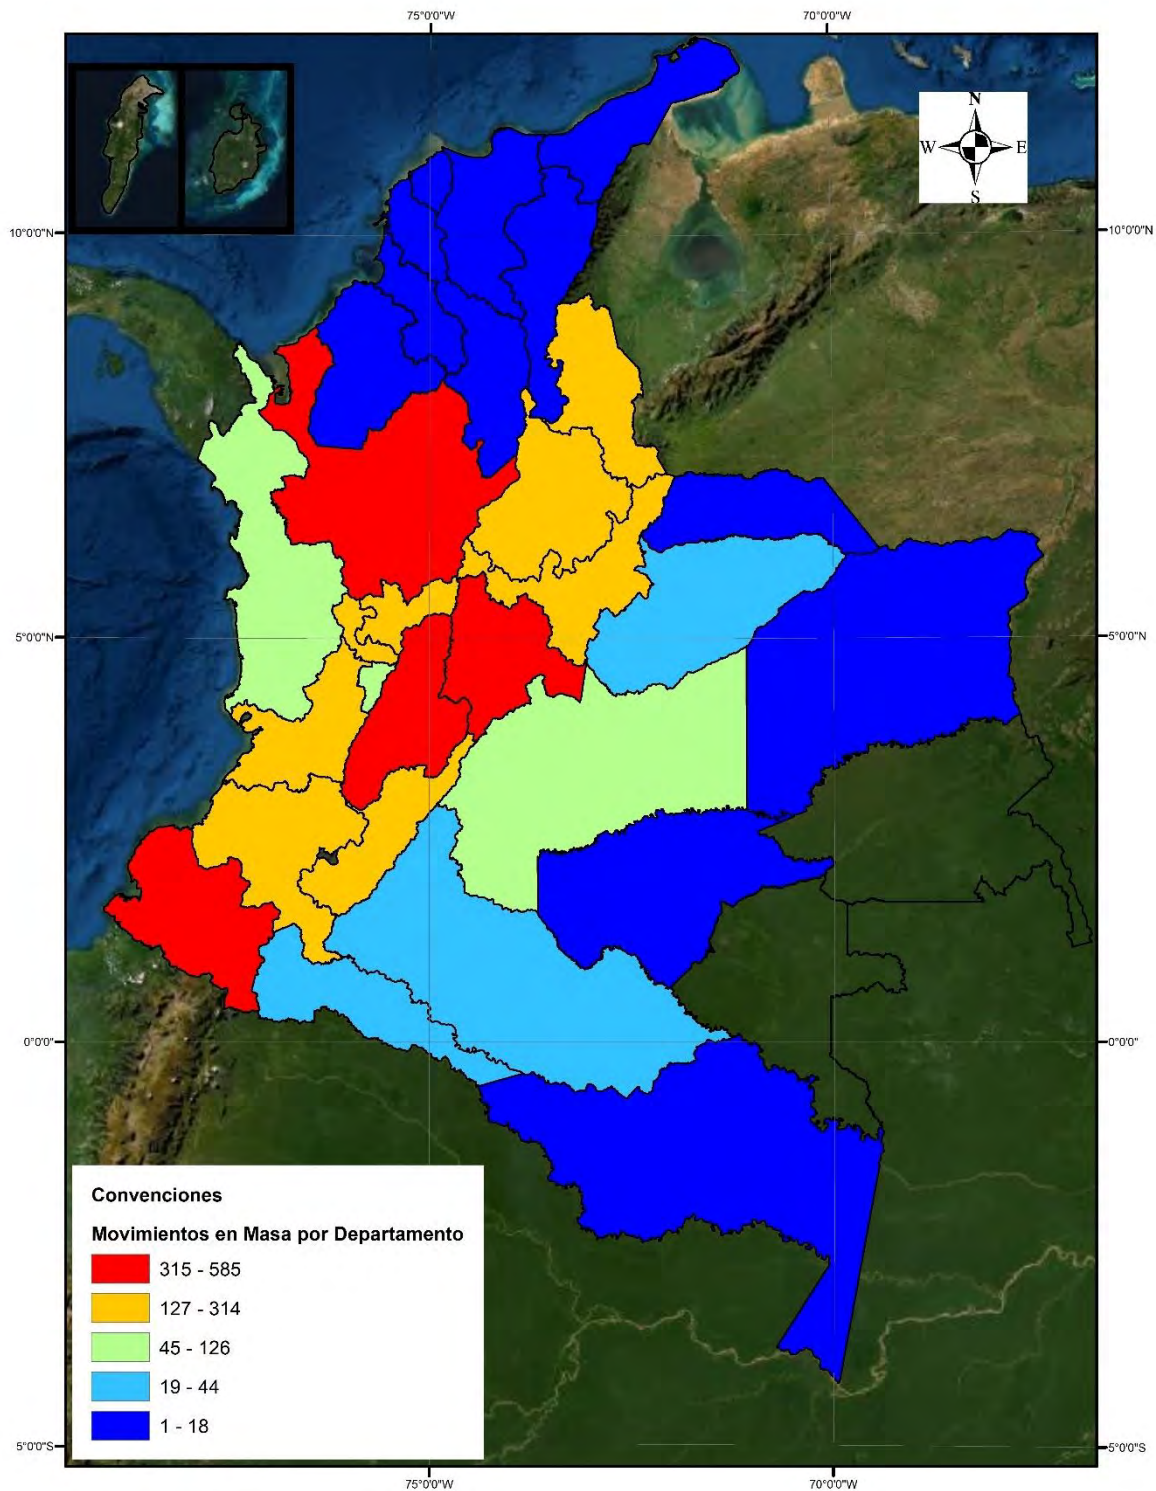 75°0'0"W
70°0'0"W
N
W
E
S
10°0'0"N
10°0'0"N
5°0'0"N
5°0'0"N
0°0'0"
0°0'0"
Convenciones
Movimientos en Masa por Departamento
315 - 585
127 - 314
45 - 126
19 - 44
1 - 18
5°0'0"S
5°0'0"S
75°0'0"W
70°0'0"W